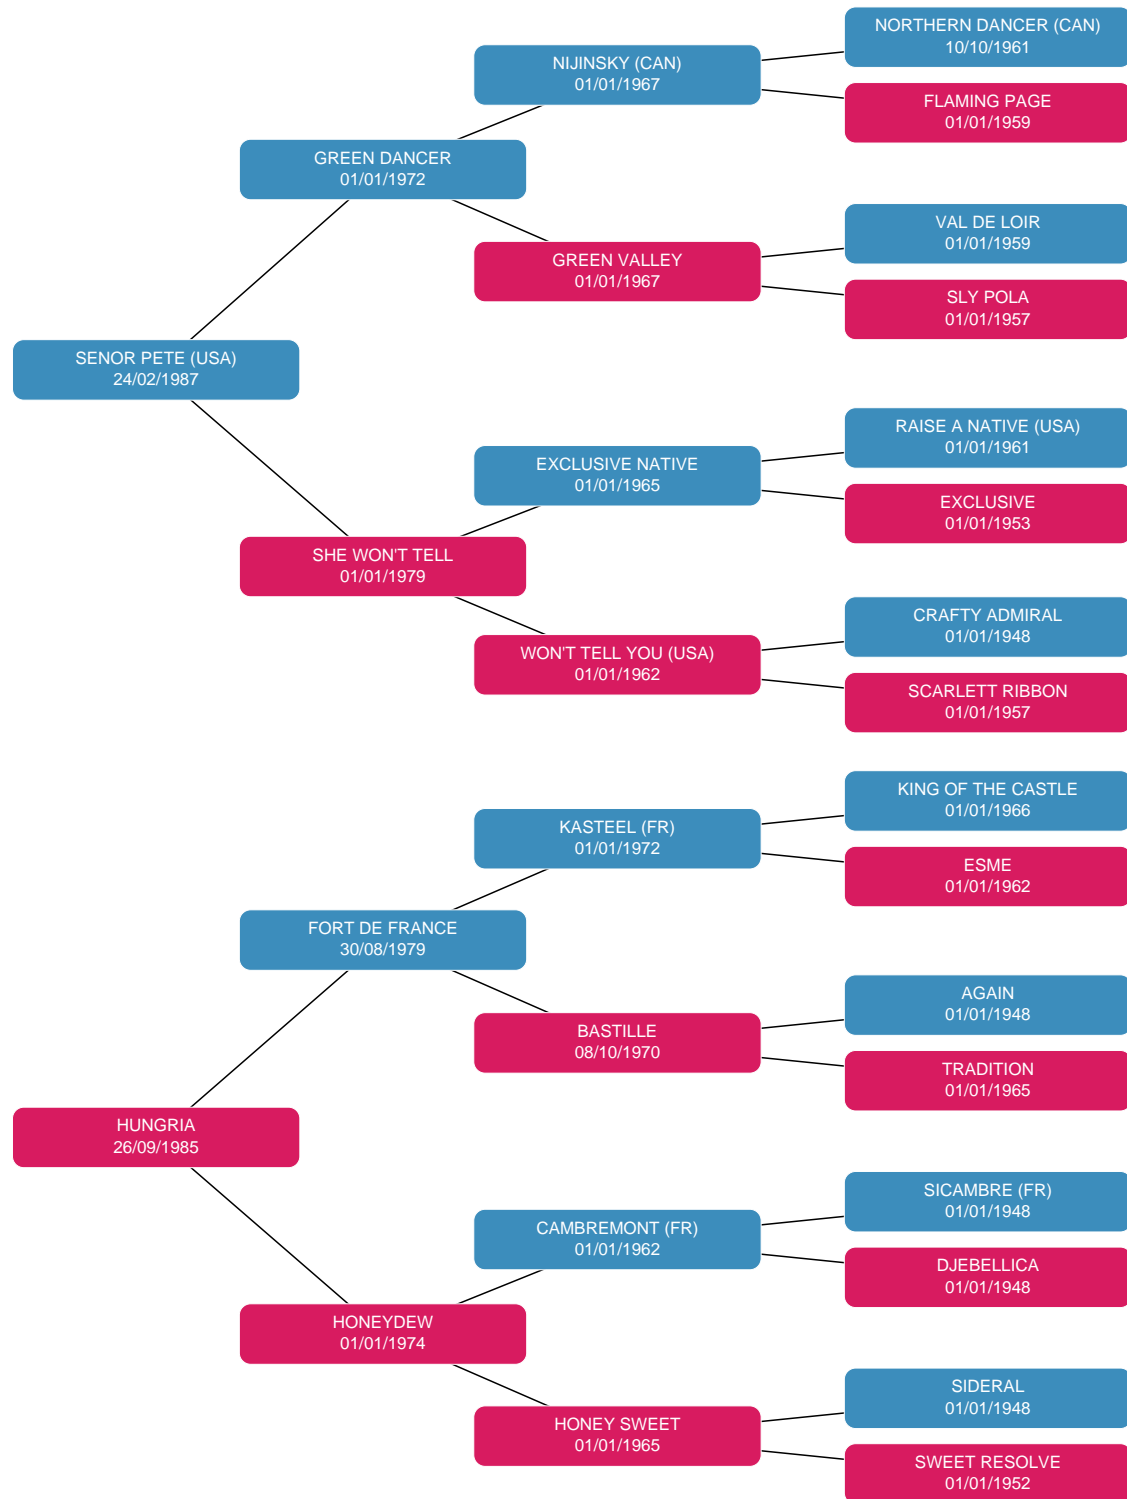 NORTHERN DANCER (CAN)
10/10/1961
NIJINSKY (CAN)
01/01/1967
FLAMING PAGE
01/01/1959
GREEN DANCER
01/01/1972
VAL DE LOIR
01/01/1959
GREEN VALLEY
01/01/1967
SLY POLA
01/01/1957
SENOR PETE (USA)
24/02/1987
RAISE A NATIVE (USA)
01/01/1961
EXCLUSIVE NATIVE
01/01/1965
EXCLUSIVE
01/01/1953
SHE WON'T TELL
01/01/1979
CRAFTY ADMIRAL
01/01/1948
WON'T TELL YOU (USA)
01/01/1962
SCARLETT RIBBON
01/01/1957
KING OF THE CASTLE
01/01/1966
KASTEEL (FR)
01/01/1972
ESME
01/01/1962
FORT DE FRANCE
30/08/1979
AGAIN
01/01/1948
BASTILLE
08/10/1970
TRADITION
01/01/1965
HUNGRIA
26/09/1985
SICAMBRE (FR)
01/01/1948
CAMBREMONT (FR)
01/01/1962
DJEBELLICA
01/01/1948
HONEYDEW
01/01/1974
SIDERAL
01/01/1948
HONEY SWEET
01/01/1965
SWEET RESOLVE
01/01/1952